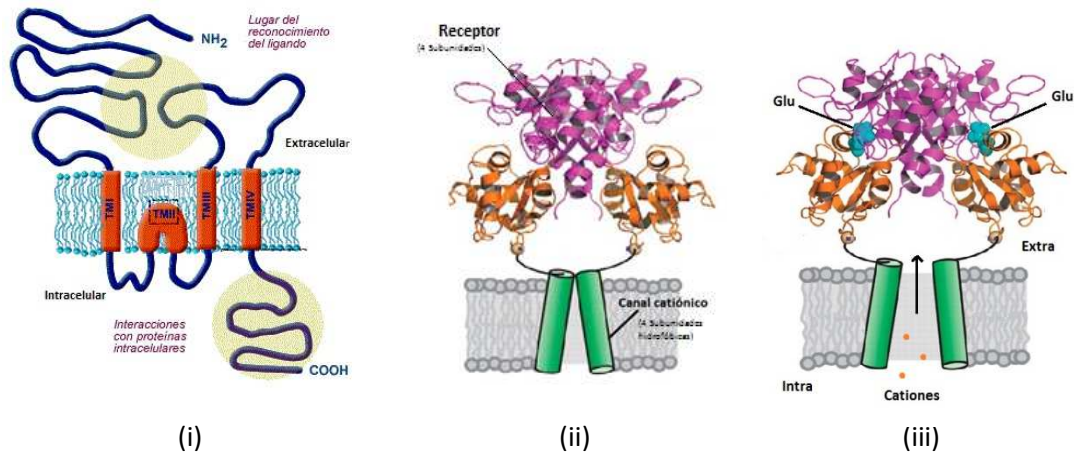 Lugar del
reconocimiento
del ligando
NH2
Extracelular
TMI
TMII
TMIII
TMIV
Intracelular
Interacciones
con proteínas
intracelulares
COOH
(i)
Receptor
(4 Subunidades)
Canal catiónico
(4 Subunidades
hidrofóbicas)
(ii)
Glu
Glu
Extra
Intra
Cationes
(iii)